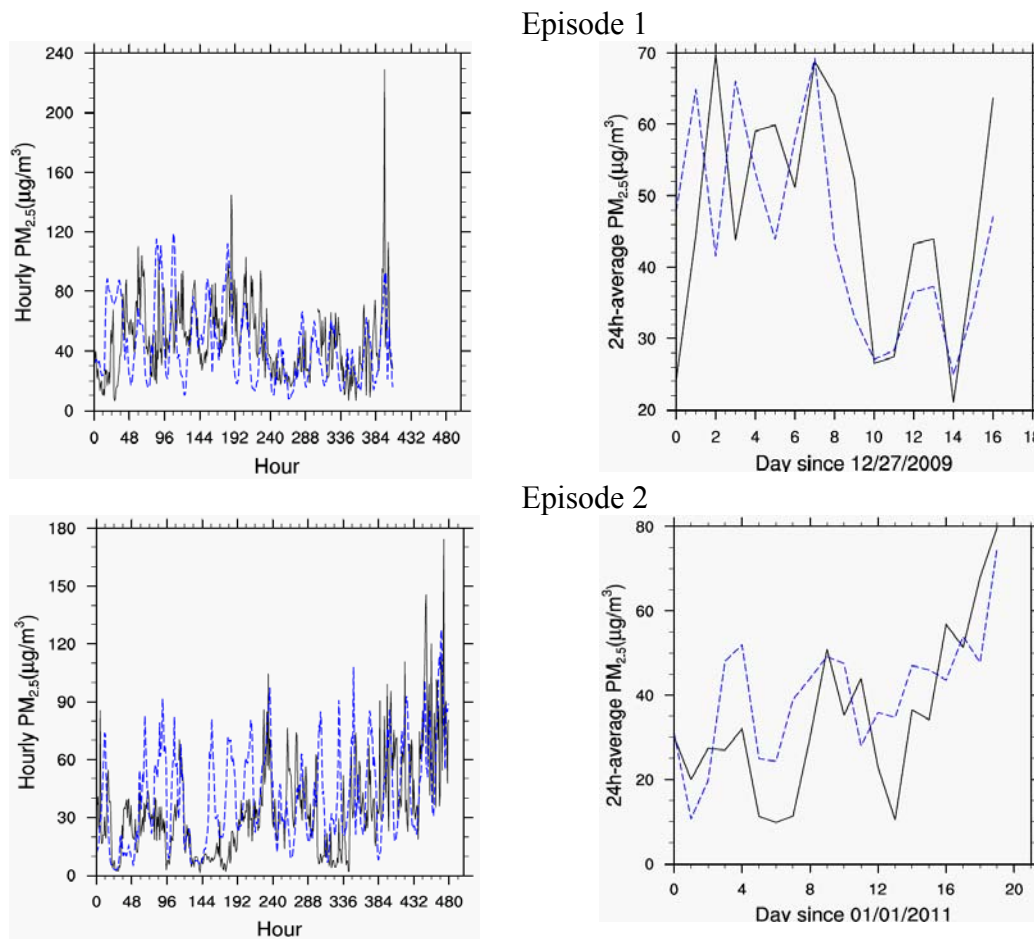 Episode 1
240
200
160
120
80
40
0
Hourly PM2.5(µg/m³)
0 48 96 144 192 240 288 336 384 432 480
Hour
70
60
50
40
30
20
24h-average PM2.5(µg/m³)
0 2 4 6 8 10 12 14 16 18
Day since 12/27/2009
Episode 2
180
150
120
90
60
30
0
Hourly PM2.5(µg/m³)
0 48 96 144 192 240 288 336 384 432 480
Hour
80
60
40
20
0
24h-average PM2.5(µg/m³)
0 4 8 12 16 20
Day since 01/01/2011